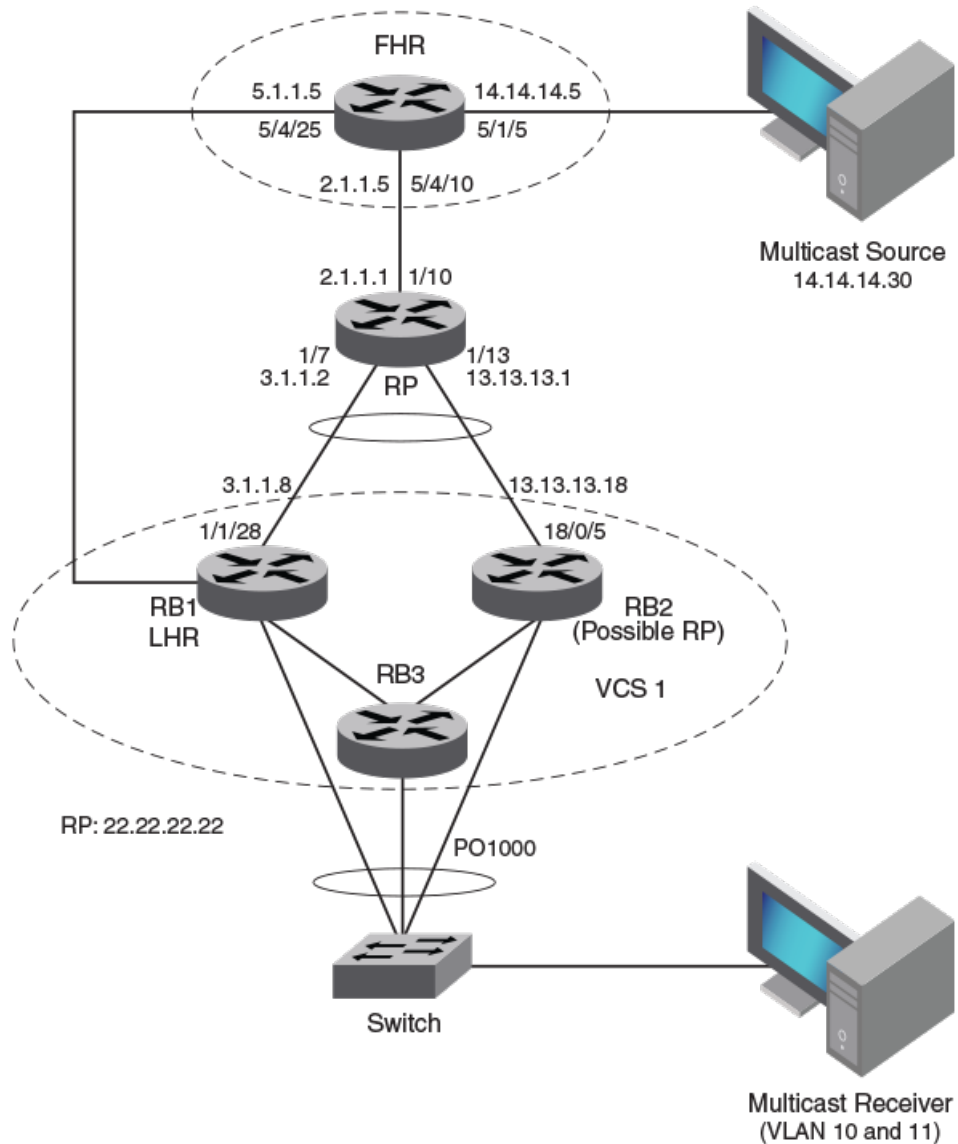 FHR
5.1.1.5
14.14.14.5
5/4/25
5/1/5
2.1.1.5
5/4/10
Multicast Source
14.14.14.30
2.1.1.1
1/10
1/7
3.1.1.2
RP
1/13
13.13.13.1
3.1.1.8
13.13.13.18
1/1/28
18/0/5
RB1
LHR
RB2
(Possible RP)
RB3
VCS 1
RP: 22.22.22.22
PO1000
Switch
Multicast Receiver
(VLAN 10 and 11)